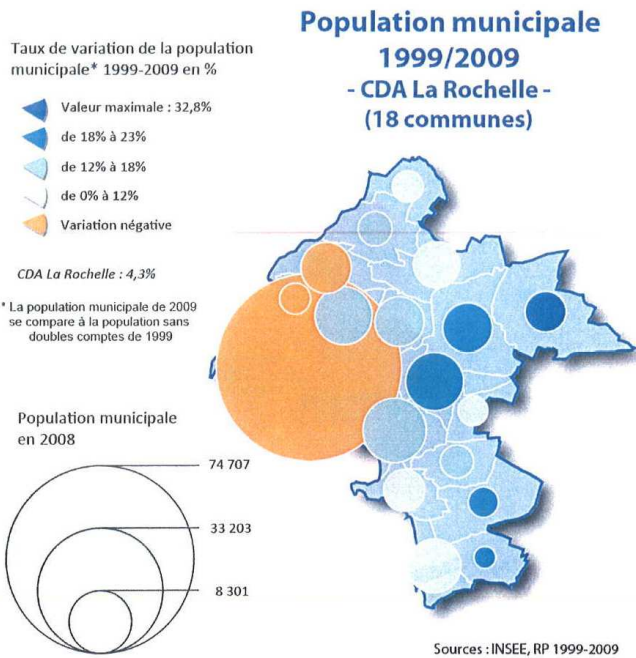 Population municipale
1999/2009
- CDA La Rochelle -
(18 communes)
Taux de variation de la population
municipale* 1999-2009 en %
Valeur maximale : 32,8%
de 18% à 23%
de 12% à 18%
de 0% à 12%
Variation négative
CDA La Rochelle : 4,3%
* La population municipale de 2009
se compare à la population sans
doubles comptes de 1999
Population municipale
en 2008
74 707
33 203
8 301
Sources : INSEE, RP 1999-2009